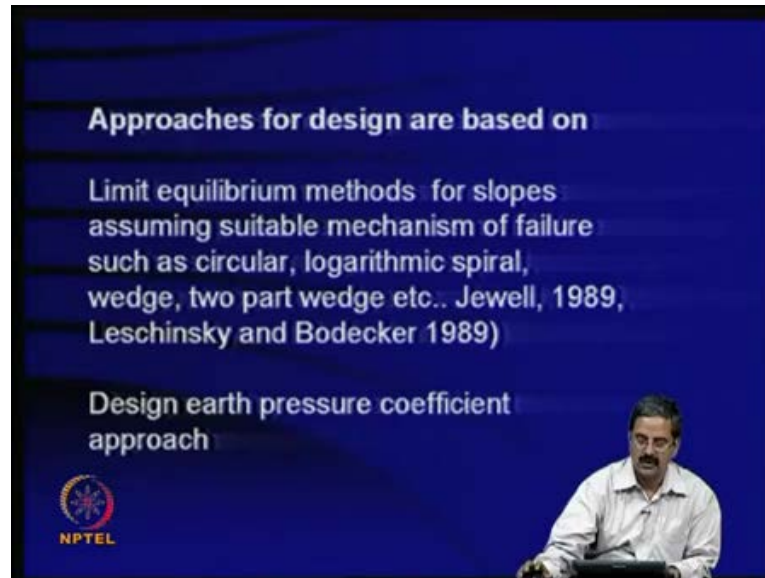 Approaches for design are based on
Limit equilibrium methods for slopes
assuming suitable mechanism of failure
such as circular, logarithmic spiral,
wedge, two part wedge etc.. Jewell, 1989,
Leschinsky and Bodecker 1989)
Design earth pressure coefficient
approach
NPTEL